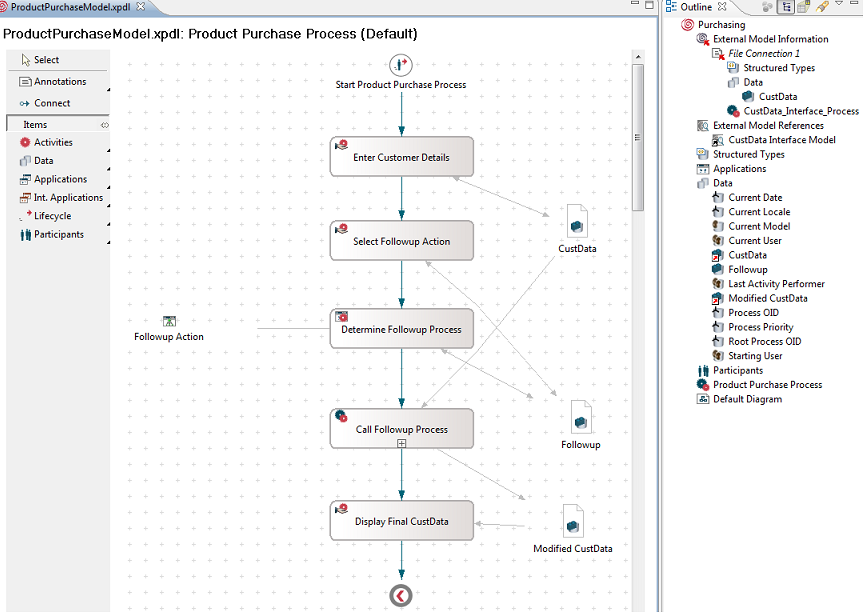 ProductPurchaseModel.xpdl
ProductPurchaseModel.xpdl: Product Purchase Process (Default)
Select
Annotations
Connect
Items
Activities
Data
Applications
Int. Applications
Lifecycle
Participants
Start Product Purchase Process
Enter Customer Details
CustData
Select Followup Action
Followup Action
Determine Followup Process
Call Followup Process
Followup
Display Final CustData
Modified CustData
Outline
Purchasing
External Model Information
File Connection 1
Structured Types
Data
CustData
CustData_Interface_Process
External Model References
CustData Interface Model
Structured Types
Applications
Data
Current Date
Current Locale
Current Model
Current User
CustData
Followup
Last Activity Performer
Modified CustData
Process OID
Process Priority
Root Process OID
Starting User
Participants
Product Purchase Process
Default Diagram